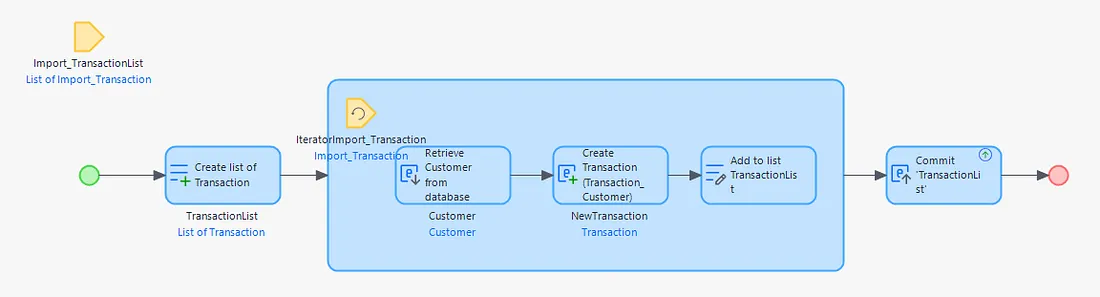 Import_TransactionList
List of Import_Transaction
Create list of
Transaction
TransactionList
List of Transaction
IteratorImport_Transaction
Import_Transaction
Retrieve
Customer
from
database
Customer
Customer
Create
Transaction
(Transaction_
Customer)
NewTransaction
Transaction
Add to list
TransactionLis
t
Commit
'TransactionLi
st'